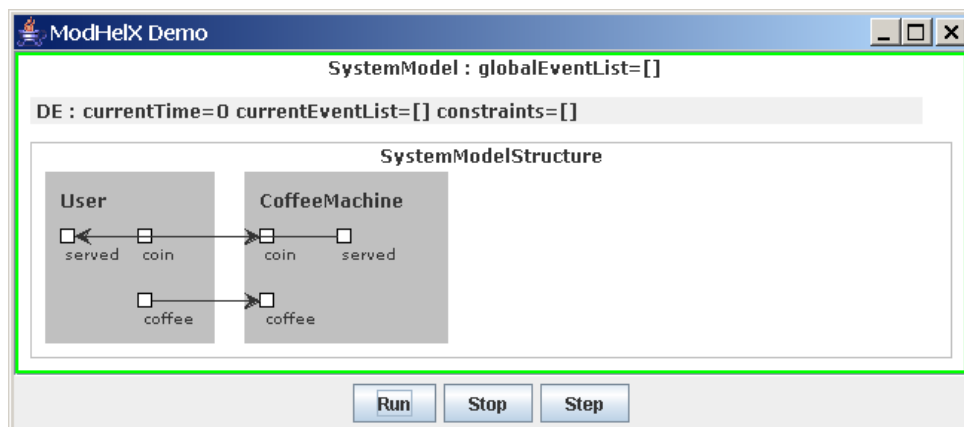 ModHelX Demo
SystemModel : globalEventList=[]
DE : currentTime=0 currentEventList=[] constraints=[]
SystemModelStructure
User
CoffeeMachine
served coin coin served
coffee coffee
Run Stop Step